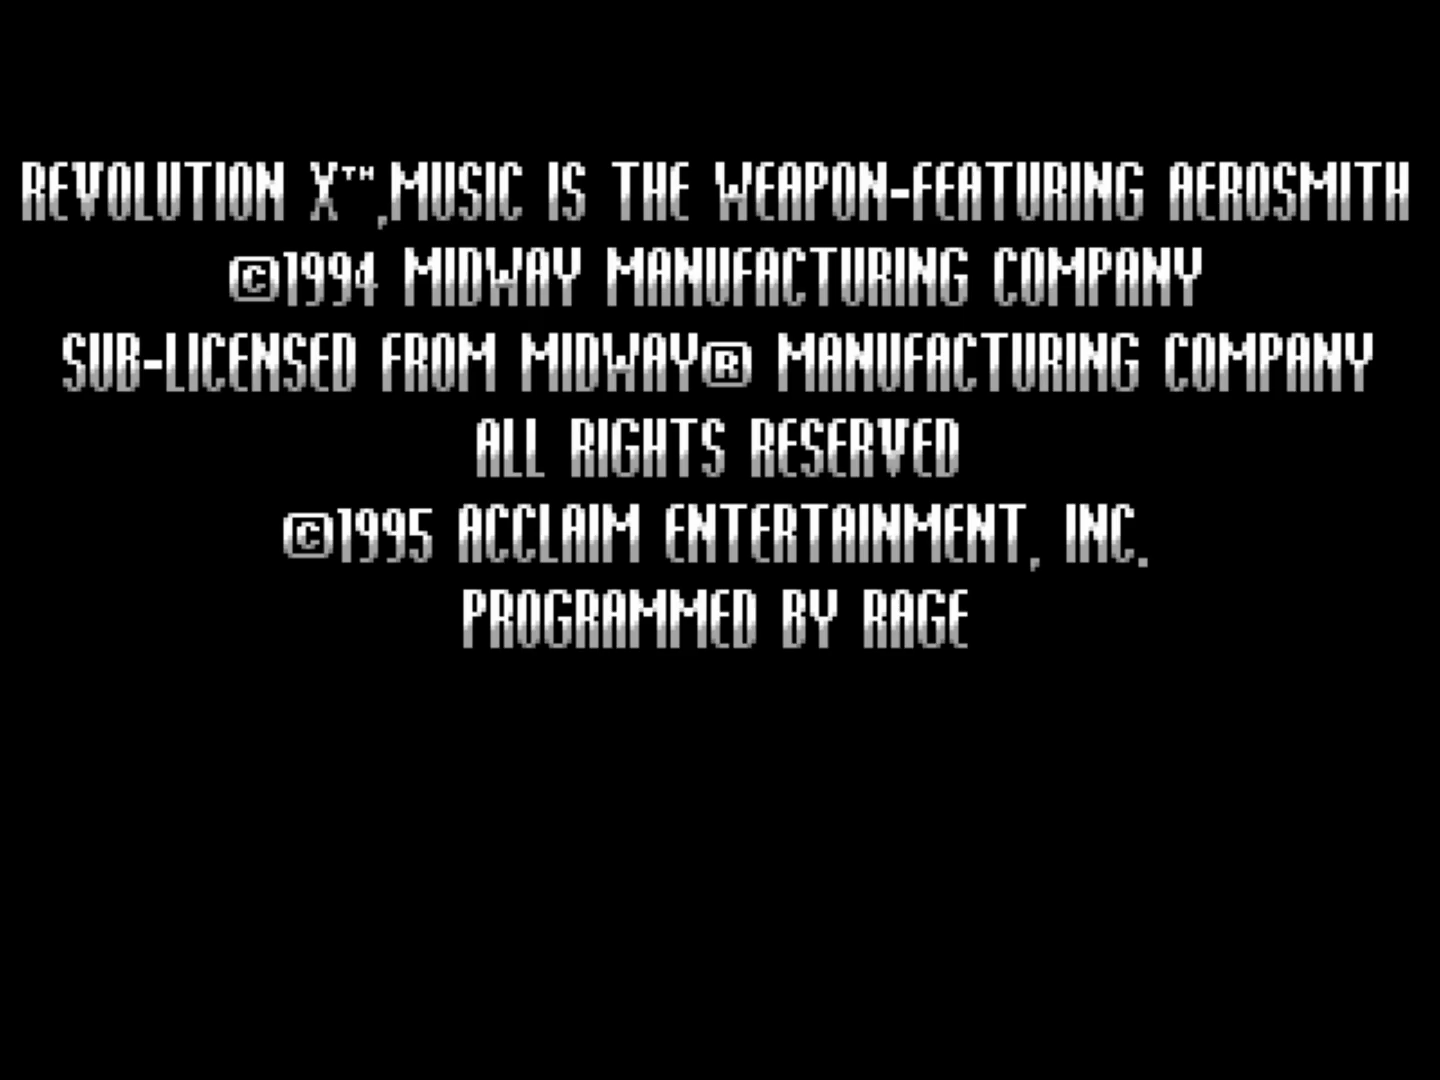 REVOLUTION X™,MUSIC IS THE WEAPON-FEATURING AEROSMITH
©1994 MIDWAY MANUFACTURING COMPANY
SUB-LICENSED FROM MIDWAY® MANUFACTURING COMPANY
ALL RIGHTS RESERVED
©1995 ACCLAIM ENTERTAINMENT, INC.
PROGRAMMED BY RAGE